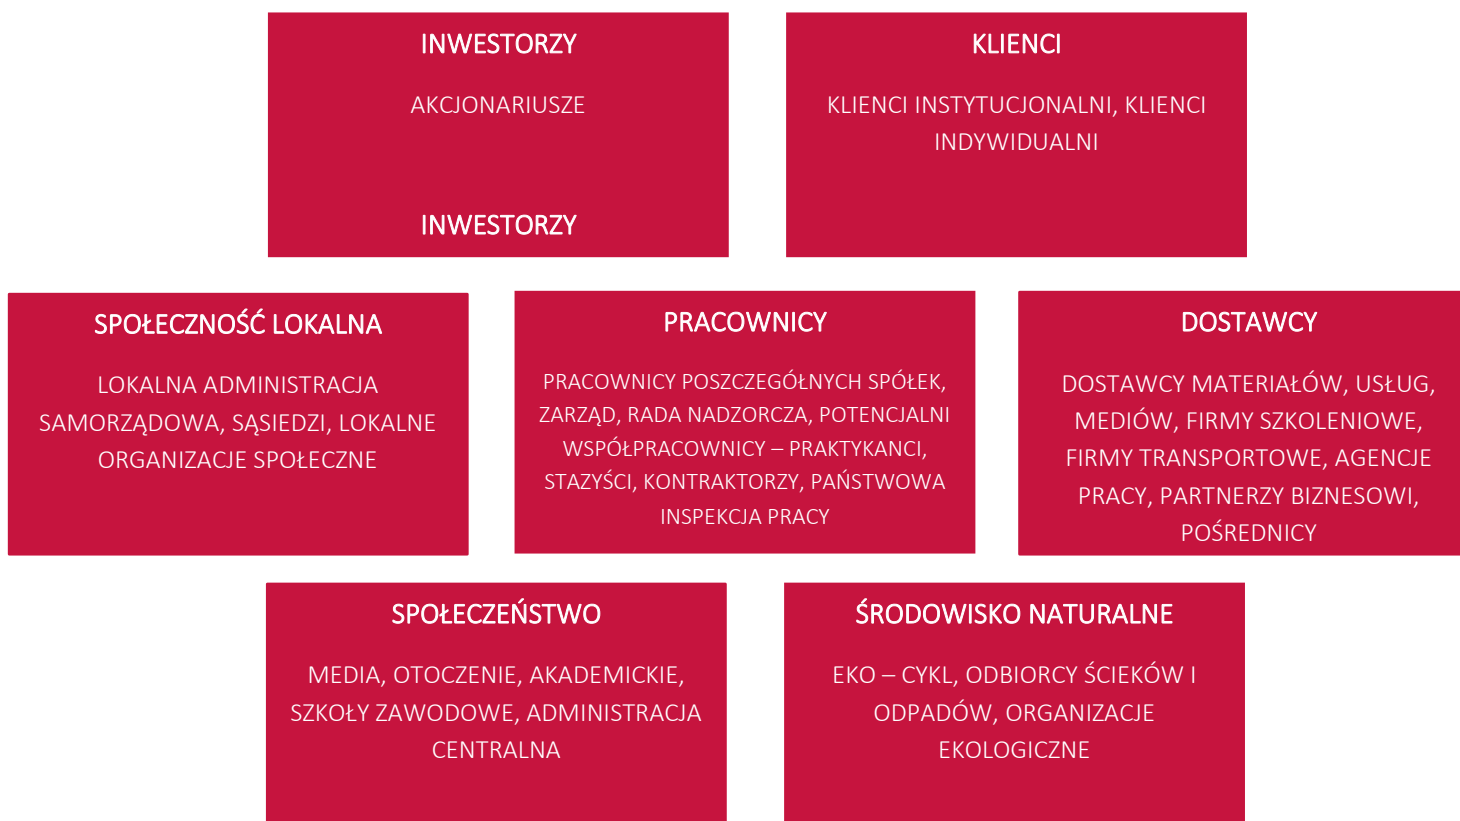 INWESTORZY
AKCJONARIUSZE
INWESTORZY
KLIENCI
KLIENCI INSTYTUCJONALNI, KLIENCI
INDYWIDUALNI
SPOŁECZNOŚĆ LOKALNA
LOKALNA ADMINISTRACJA
SAMORZĄDOWA, SĄSIEDZI, LOKALNE
ORGANIZACJE SPOŁECZNE
PRACOWNICY
PRACOWNICY POSZCZEGÓLNYCH SPÓŁEK,
ZARZĄD, RADA NADZORCZA, POTENCJALNI
WSPÓŁPRACOWNICY – PRAKTYKANCI,
STAZYŚCI, KONTRAKTORZY, PAŃSTWOWA
INSPEKCJA PRACY
DOSTAWCY
DOSTAWCY MATERIAŁÓW, USŁUG,
MEDIÓW, FIRMY SZKOLENIOWE,
FIRMY TRANSPORTOWE, AGENCJE
PRACY, PARTNERZY BIZNESOWI,
POŚREDNICY
SPOŁECZEŃSTWO
MEDIA, OTOCZENIE, AKADEMICKIE,
SZKOŁY ZAWODOWE, ADMINISTRACJA
CENTRALNA
ŚRODOWISKO NATURALNE
EKO – CYKL, ODBIORCY ŚCIEKÓW I
ODPADÓW, ORGANIZACJE
EKOLOGICZNE